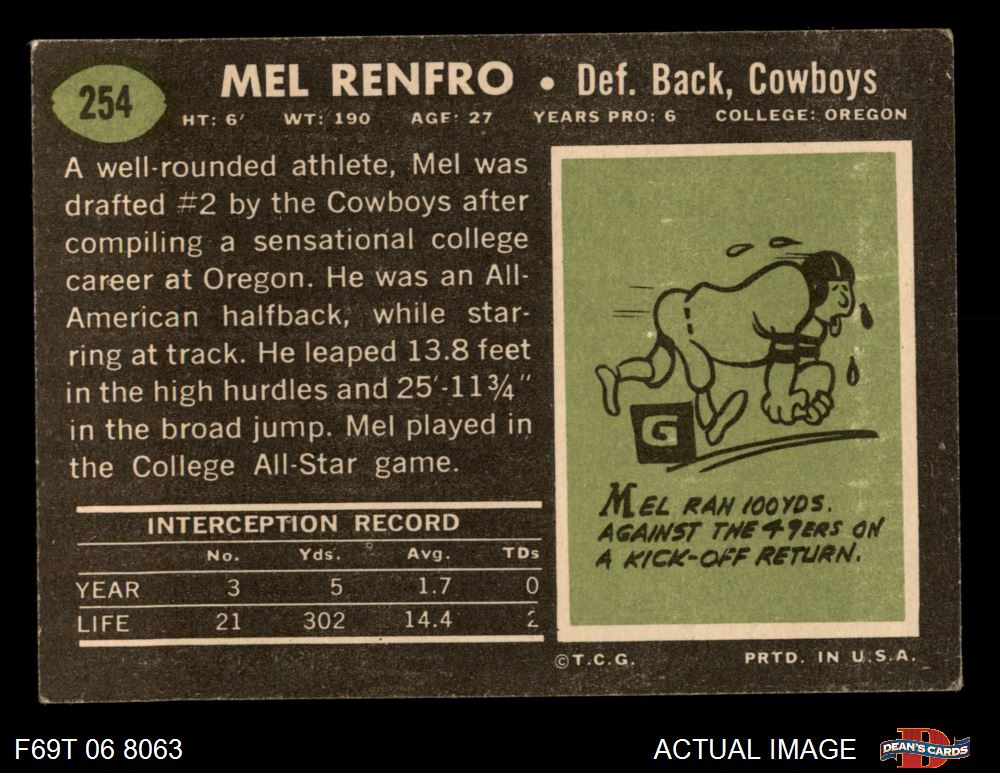 254
MEL RENFRO • Def. Back, Cowboys
HT: 6' WT: 190 AGE: 27 YEARS PRO: 6 COLLEGE: OREGON
A well-rounded athlete, Mel was
drafted #2 by the Cowboys after
compiling a sensational college
career at Oregon. He was an All-
American halfback, while star-
ring at track. He leaped 13.8 feet
in the high hurdles and 25'-11¾"
in the broad jump. Mel played in
the College All-Star game.
INTERCEPTION RECORD
No. Yds. Avg. TDs
YEAR 3 5 1.7 0
LIFE 21 302 14.4 2
G
MEL RAN 100 YDS.
AGAINST THE 49ERS ON
A KICK-OFF RETURN.
©T.C.G. PRTD. IN U.S.A.
F69T 06 8063
ACTUAL IMAGE
D
DEAN'S CARDS